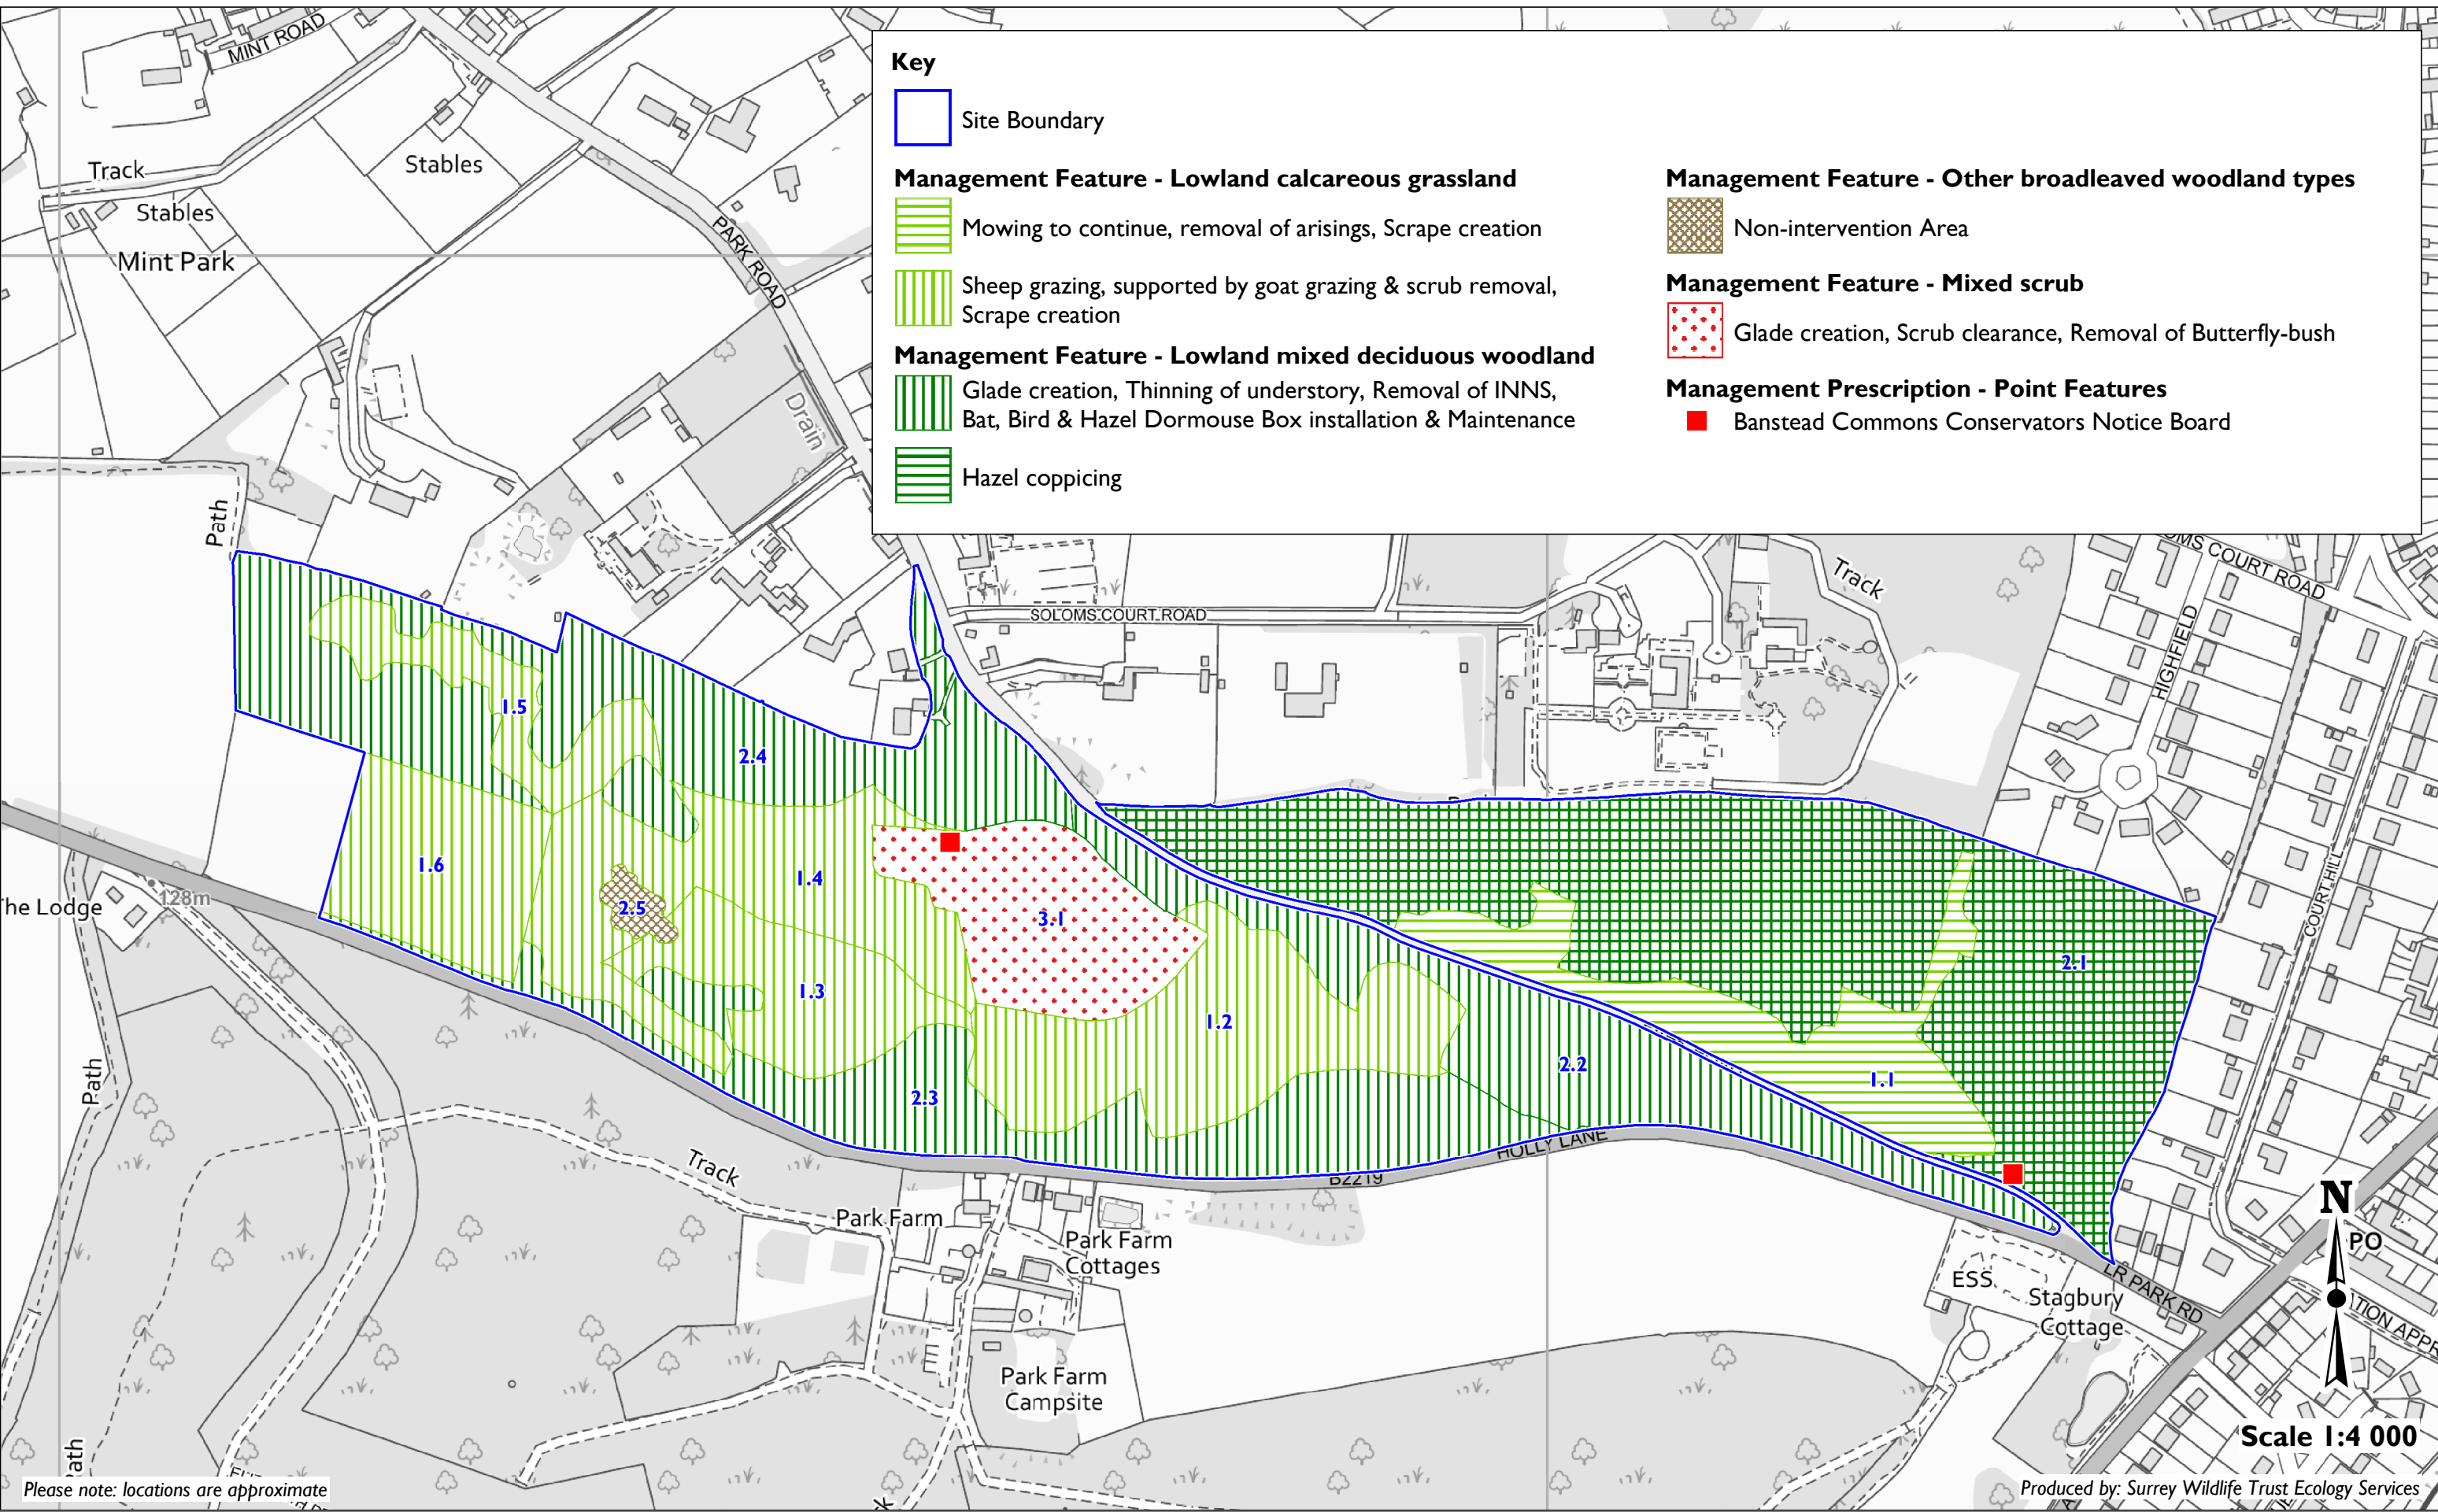 Key
Site Boundary
Management Feature - Lowland calcareous grassland
Mowing to continue, removal of arisings, Scrape creation
Sheep grazing, supported by goat grazing & scrub removal,
Scrape creation
Management Feature - Lowland mixed deciduous woodland
Glade creation, Thinning of understory, Removal of INNS,
Bat, Bird & Hazel Dormouse Box installation & Maintenance
Hazel coppicing
Management Feature - Other broadleaved woodland types
Non-intervention Area
Management Feature - Mixed scrub
Glade creation, Scrub clearance, Removal of Butterfly-bush
Management Prescription - Point Features
Banstead Commons Conservators Notice Board
MINT ROAD
Track
Stables
Stables
Mint Park
PARK ROAD
Drain
Path
SOLOMS COURT ROAD
Track
COURT ROAD
HIGHFIELD
COURT HILL
1.5
2.4
1.6
1.4
2.5
3.1
1.3
1.2
2.3
2.2
1.1
2.1
128m
The Lodge
Path
Track
HOLLY LANE
B2219
Park Farm
Park Farm
Cottages
Park Farm
Campsite
ESS
Stagbury
Cottage
LR PARK RD
PO
N
Scale 1:4 000
Please note: locations are approximate
Produced by: Surrey Wildlife Trust Ecology Services